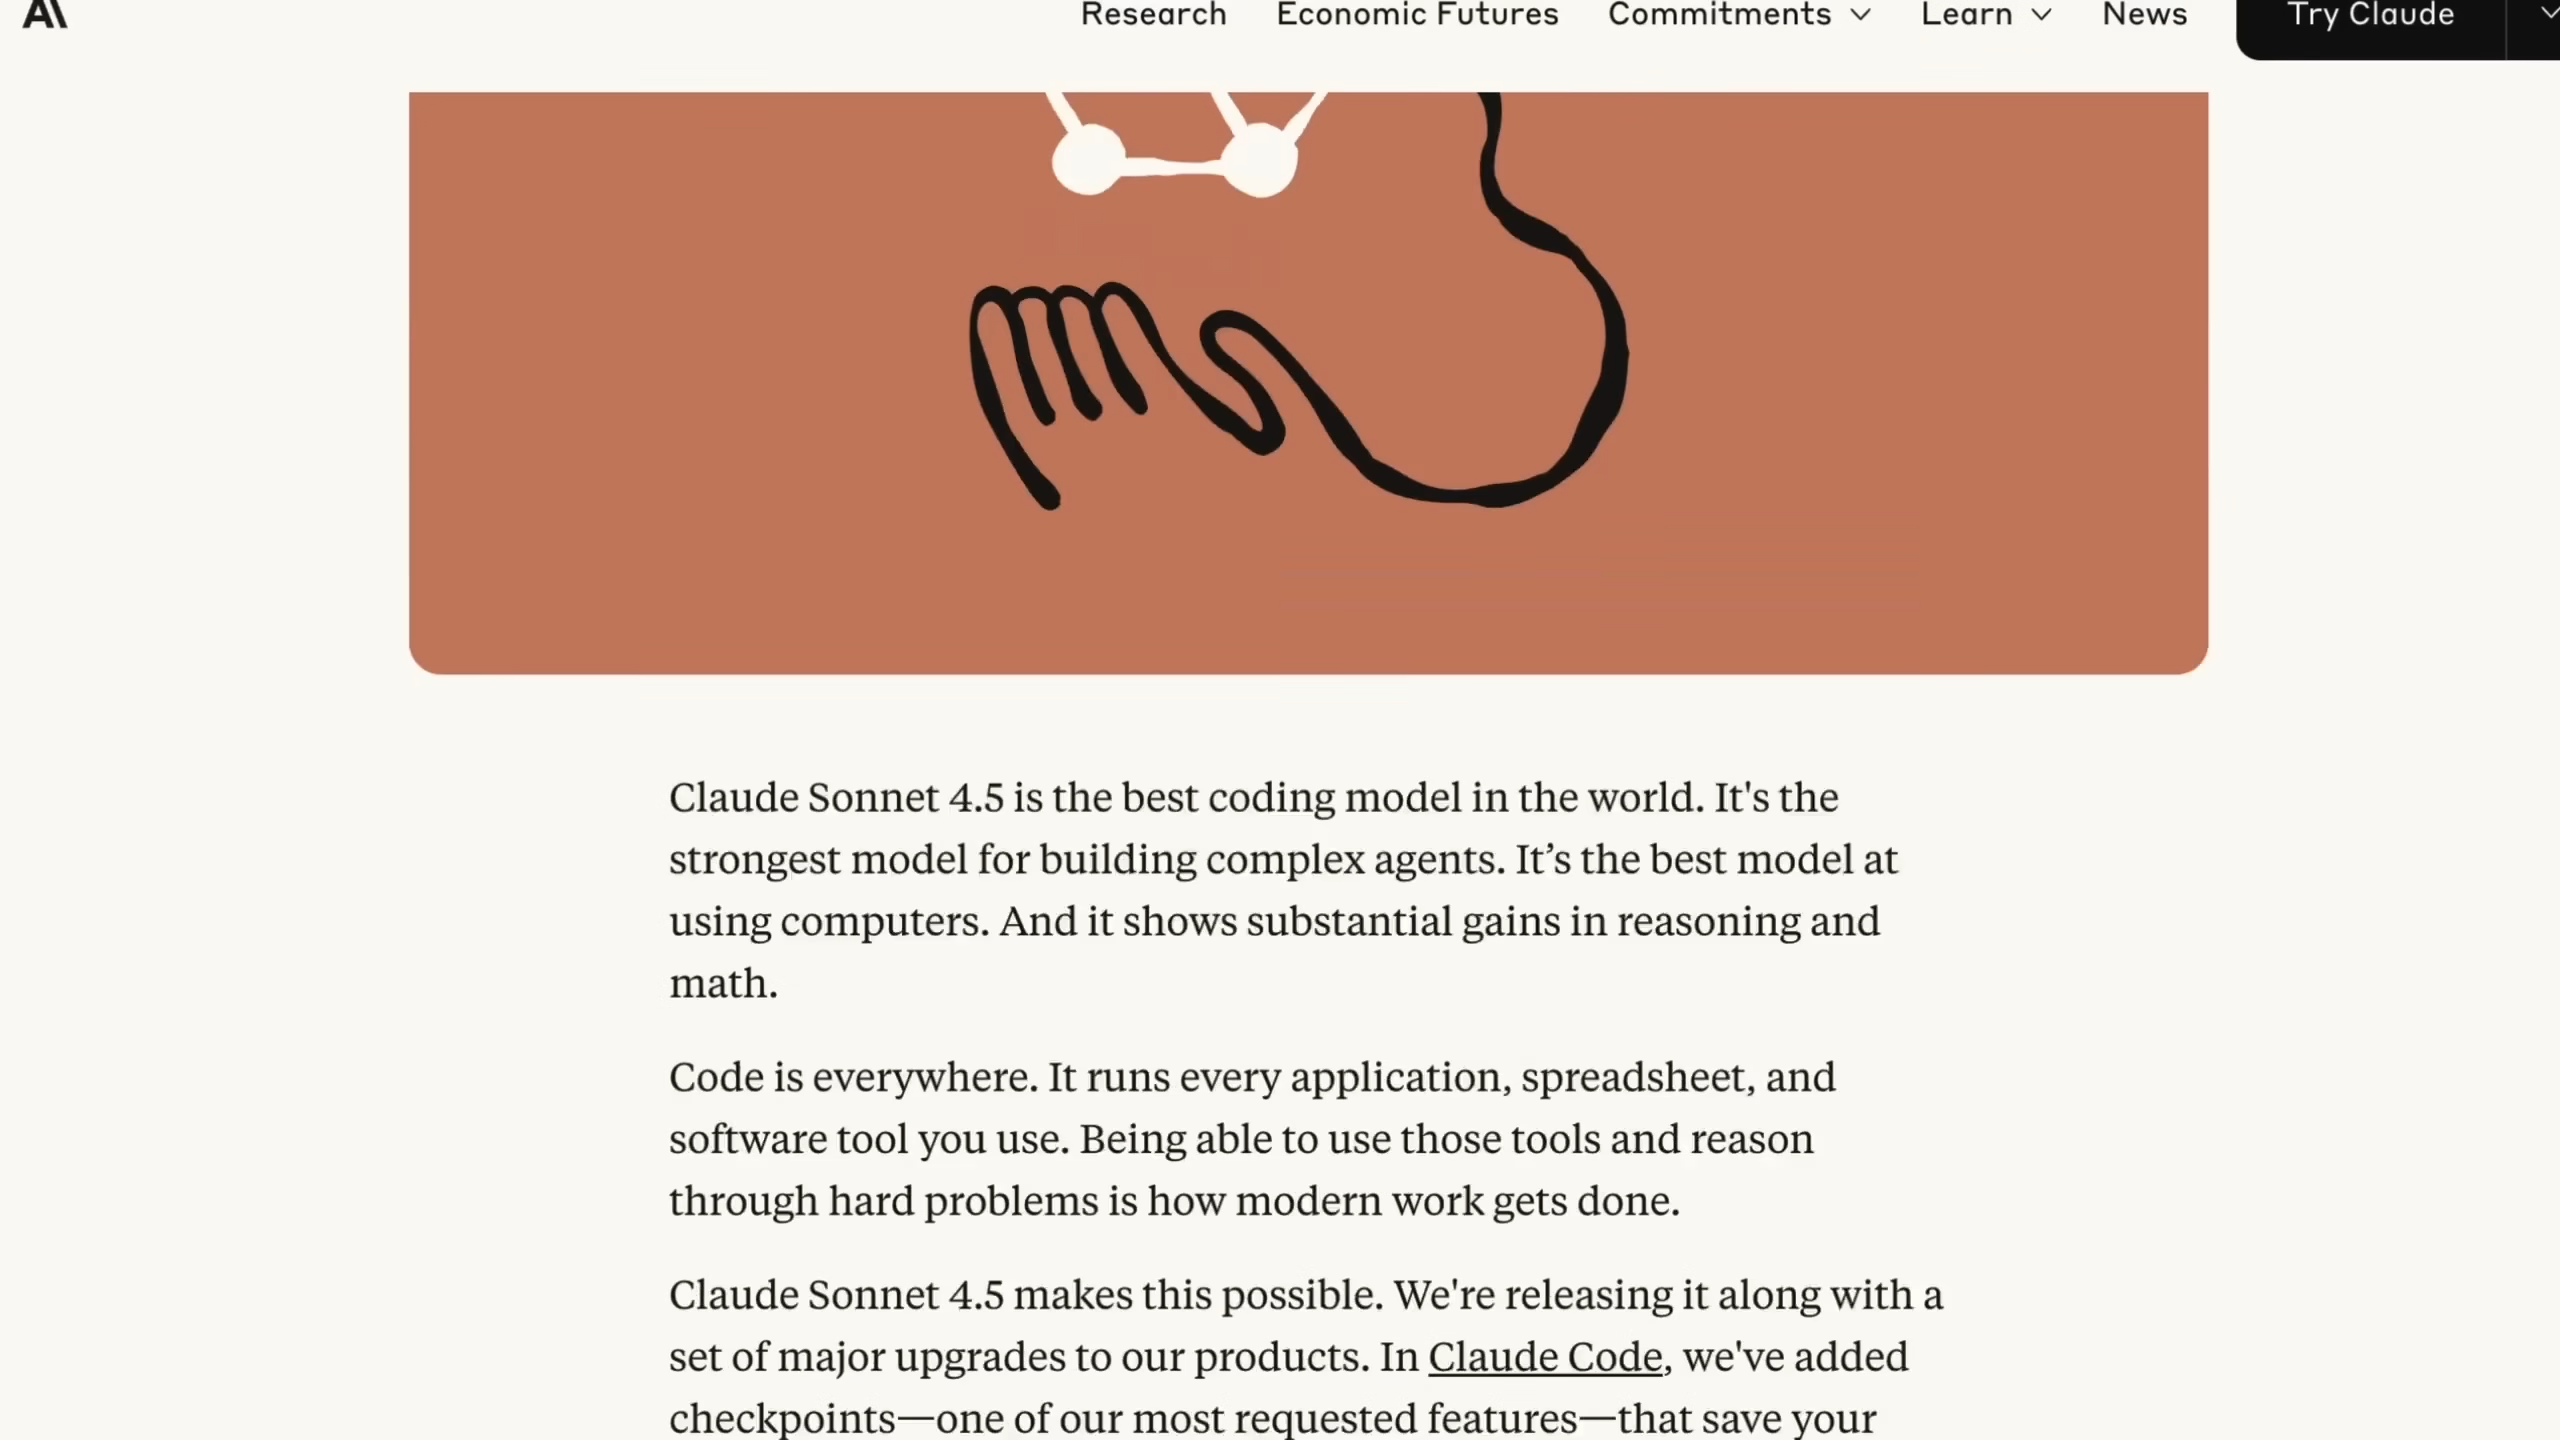 A\
Research Economic Futures Commitments Learn News Try Claude
Claude Sonnet 4.5 is the best coding model in the world. It's the
strongest model for building complex agents. It’s the best model at
using computers. And it shows substantial gains in reasoning and
math.
Code is everywhere. It runs every application, spreadsheet, and
software tool you use. Being able to use those tools and reason
through hard problems is how modern work gets done.
Claude Sonnet 4.5 makes this possible. We're releasing it along with a
set of major upgrades to our products. In Claude Code, we've added
checkpoints—one of our most requested features—that save your